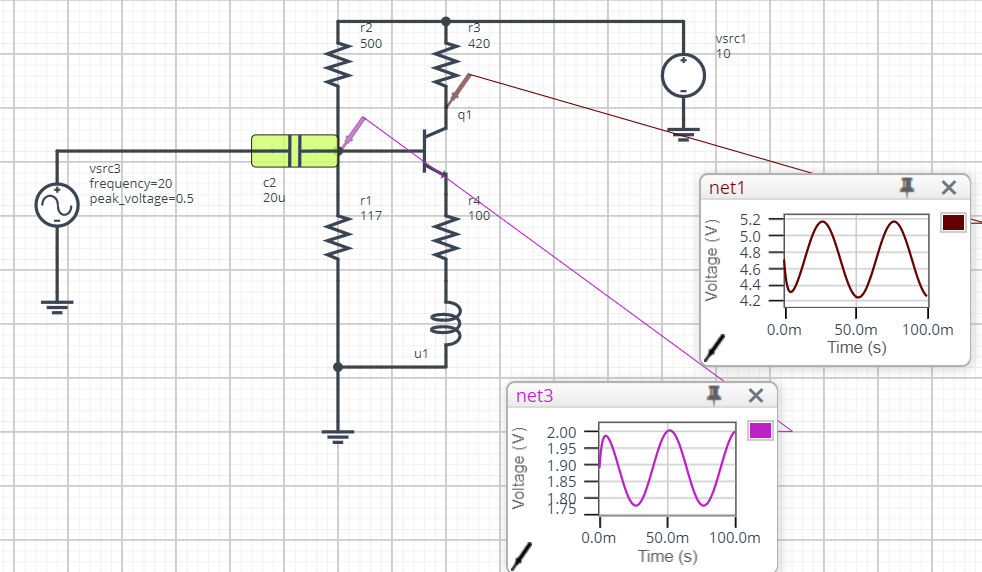 r2
500
r3
420
vsrc1
10
q1
vsrc3
frequency=20
peak_voltage=0.5
c2
20u
r1
117
r4
100
u1
net1
Voltage (V)
5.2
5.0
4.8
4.6
4.4
4.2
0.0m 50.0m 100.0m
Time (s)
net3
Voltage (V)
2.00
1.95
1.90
1.85
1.80
1.75
0.0m 50.0m 100.0m
Time (s)